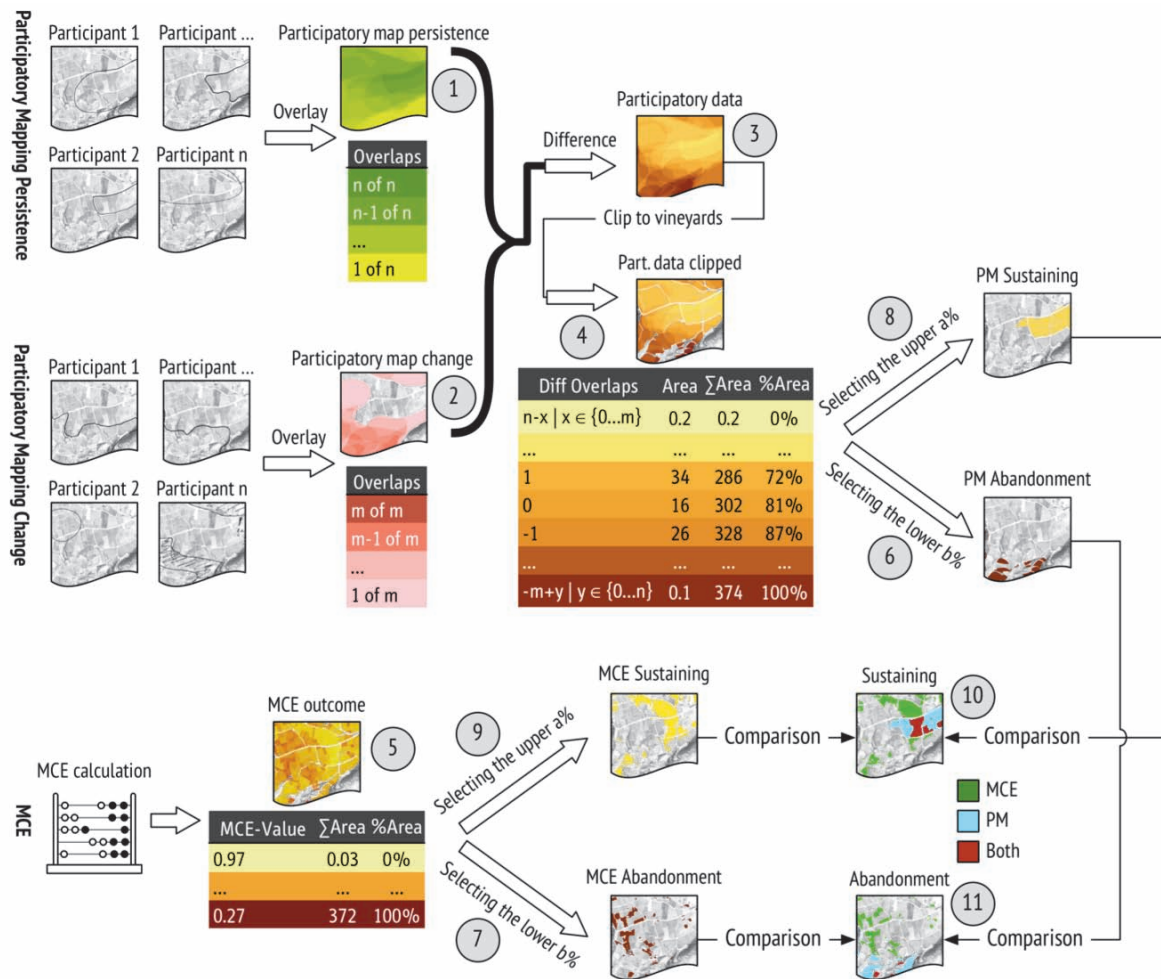 Participatory Mapping Persistence
Participant 1
Participant ...
Participant 2
Participant n
Overlay
Participatory map persistence
1
Overlaps
n of n
n-1 of n
...
1 of n
Participatory Mapping Change
Participant 1
Participant ...
Participant 2
Participant n
Overlay
Participatory map change
2
Overlaps
m of m
m-1 of m
...
1 of m
Difference
Participatory data
3
Clip to vineyards
Part. data clipped
4
Diff Overlaps Area ∑Area %Area
n-x | x ∈ {0...m} 0.2 0.2 0%
... ... ... ...
1 34 286 72%
0 16 302 81%
-1 26 328 87%
... ... ... ...
-m+y | y ∈ {0...n} 0.1 374 100%
8
Selecting the upper a%
PM Sustaining
Selecting the lower b%
6
PM Abandonment
MCE
MCE calculation
MCE outcome
5
MCE-Value ∑Area %Area
0.97 0.03 0%
... ... ...
0.27 372 100%
9
Selecting the upper a%
MCE Sustaining
Comparison
Sustaining
10
Comparison
MCE
PM
Both
Selecting the lower b%
7
MCE Abandonment
Comparison
Abandonment
11
Comparison